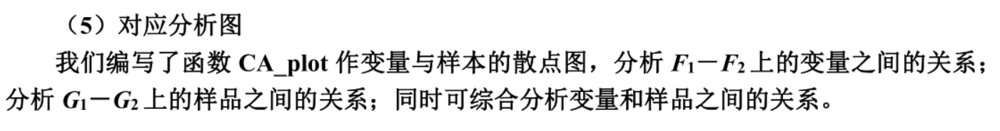 （5）对应分析图
我们编写了函数 CA_plot 作变量与样本的散点图，分析 F1－F2 上的变量之间的关系；
分析 G1－G2 上的样品之间的关系；同时可综合分析变量和样品之间的关系。